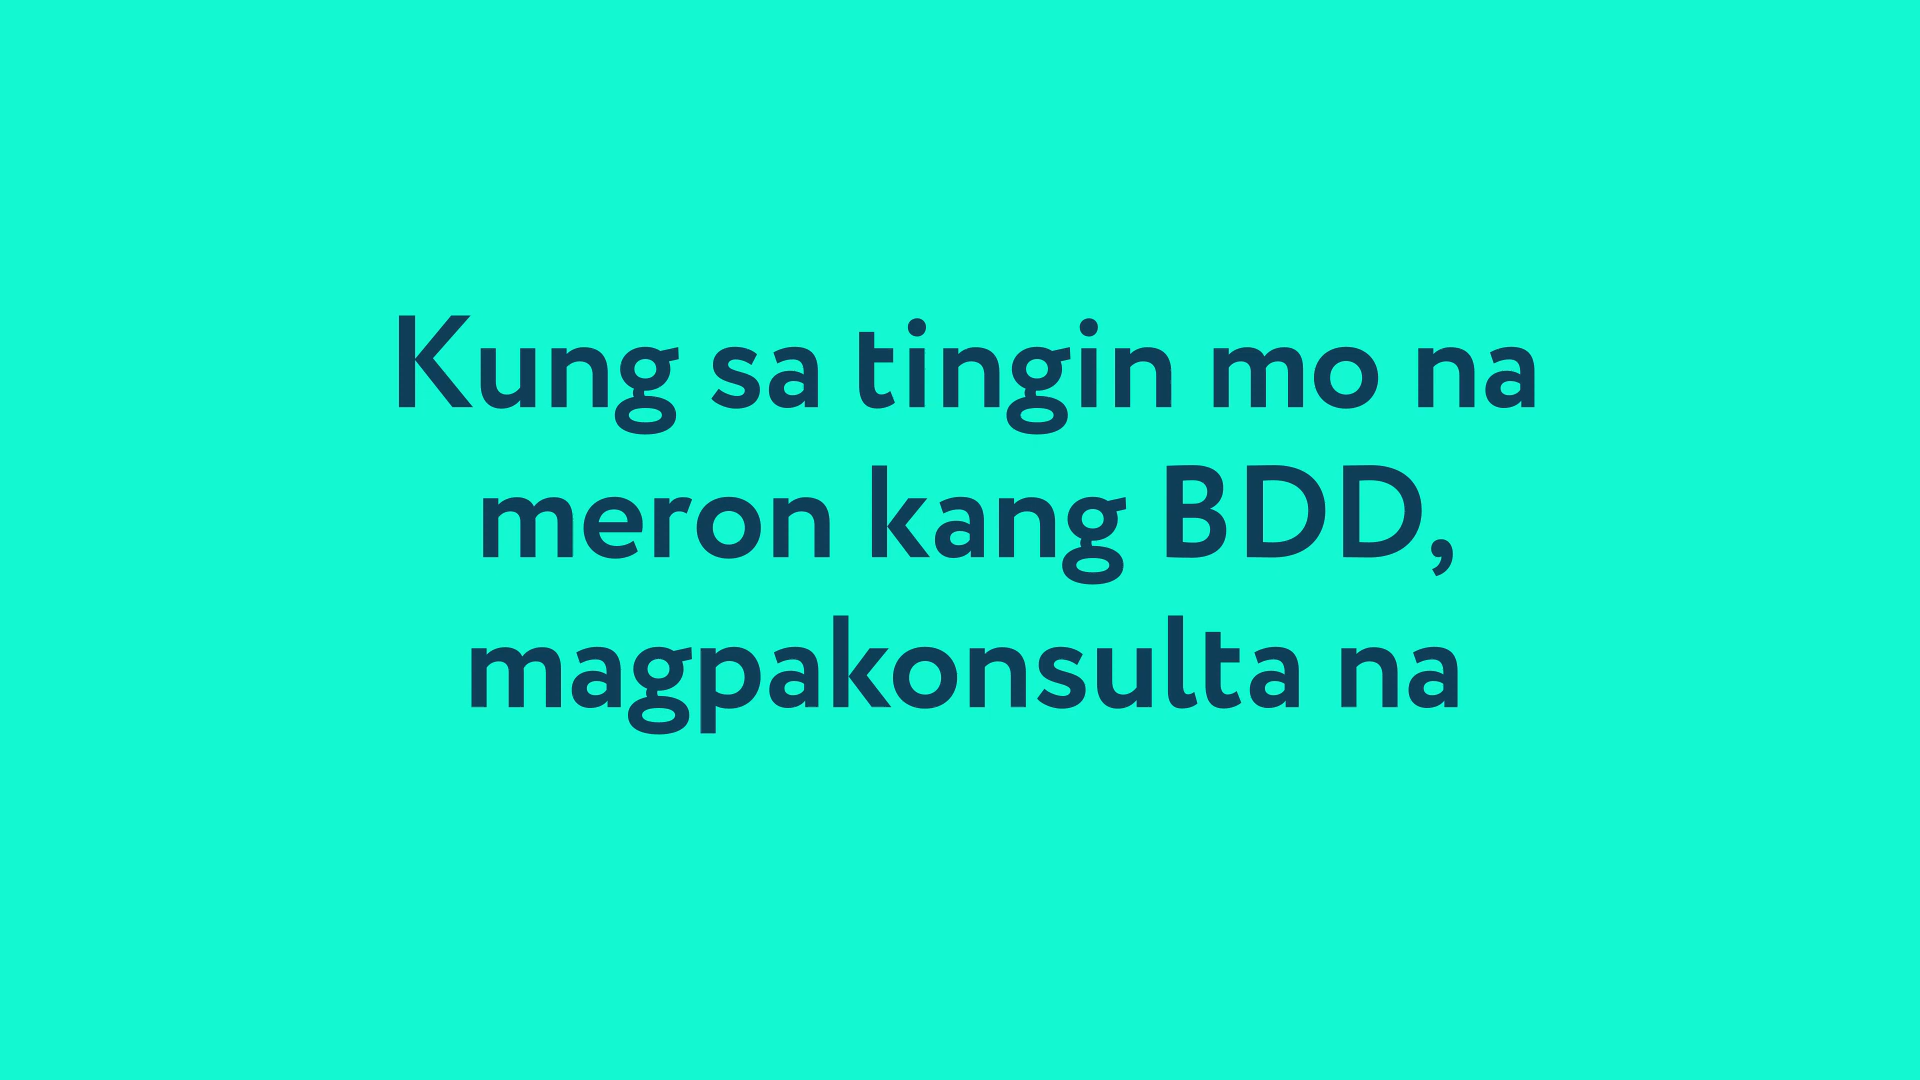 Kung sa tingin mo na
meron kang BDD,
magpakonsulta na